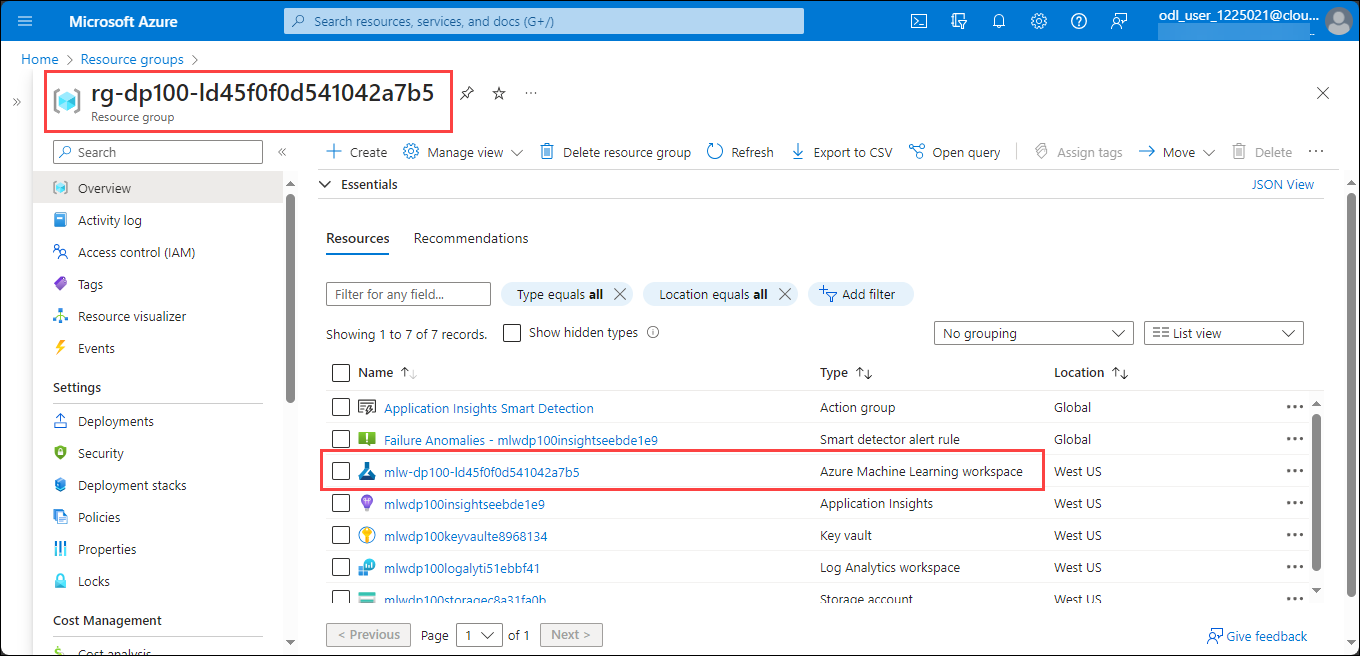 Microsoft Azure
Search resources, services, and docs (G+/)
odl_user_1225021@clou...
Home > Resource groups >
rg-dp100-ld45f0f0d541042a7b5
Resource group
Search
Overview
Activity log
Access control (IAM)
Tags
Resource visualizer
Events
Settings
Deployments
Security
Deployment stacks
Policies
Properties
Locks
Cost Management
Cost analysis
Create Manage view Delete resource group Refresh Export to CSV Open query Assign tags Move Delete
Essentials JSON View
Resources Recommendations
Filter for any field... Type equals all Location equals all Add filter
Showing 1 to 7 of 7 records. Show hidden types No grouping List view
Name Type Location
Application Insights Smart Detection Action group Global
Failure Anomalies - mlwdp100insightseebde1e9 Smart detector alert rule Global
mlw-dp100-ld45f0f0d541042a7b5 Azure Machine Learning workspace West US
mlwdp100insightseebde1e9 Application Insights West US
mlwdp100keyvaulte8968134 Key vault West US
mlwdp100logalyti51ebbf41 Log Analytics workspace West US
mlwdp100storagec8a31fa0b Storage account West US
< Previous Page 1 of 1 Next > Give feedback